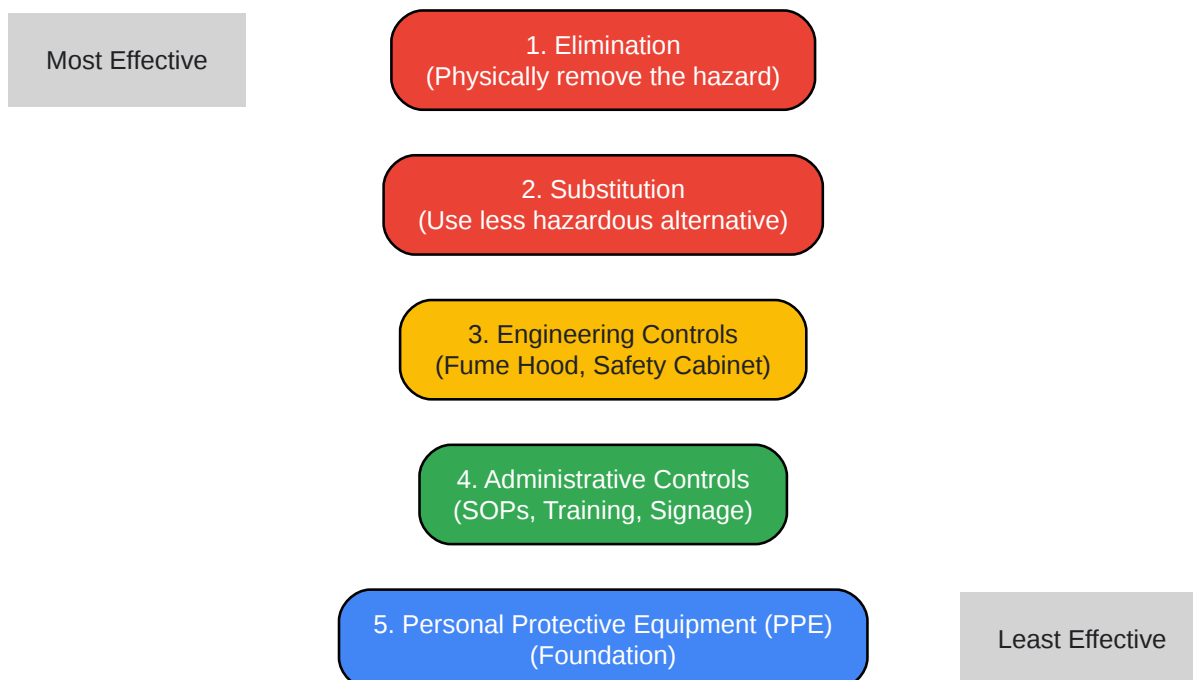 Most Effective
1. Elimination
(Physically remove the hazard)
2. Substitution
(Use less hazardous alternative)
3. Engineering Controls
(Fume Hood, Safety Cabinet)
4. Administrative Controls
(SOPs, Training, Signage)
5. Personal Protective Equipment (PPE)
(Foundation)
Least Effective